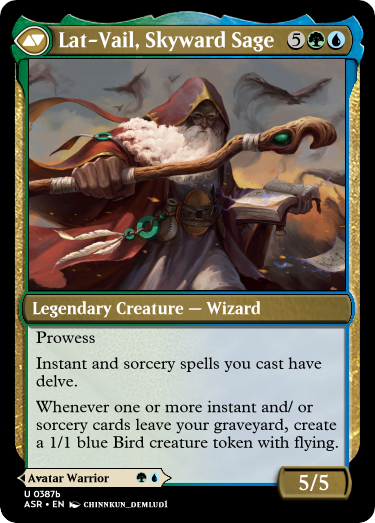 Lat-Vail, Skyward Sage 5
Legendary Creature — Wizard
Prowess
Instant and sorcery spells you cast have
delve.
Whenever one or more instant and/ or
sorcery cards leave your graveyard, create
a 1/1 blue Bird creature token with flying.
Avatar Warrior
5/5
U 0387b
ASR • EN CHINNKUN_DEMLUDI